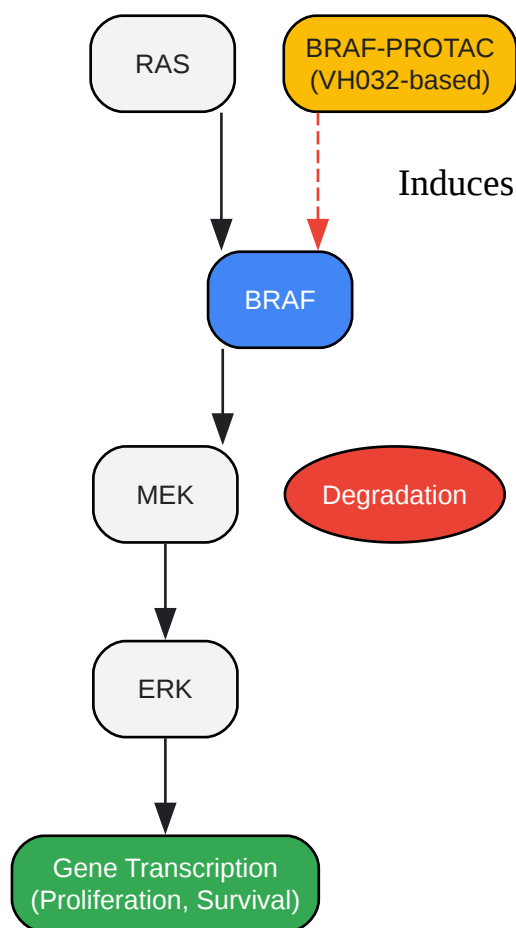 RAS
BRAF-PROTAC
(VH032-based)
Induces
BRAF
MEK
Degradation
ERK
Gene Transcription
(Proliferation, Survival)